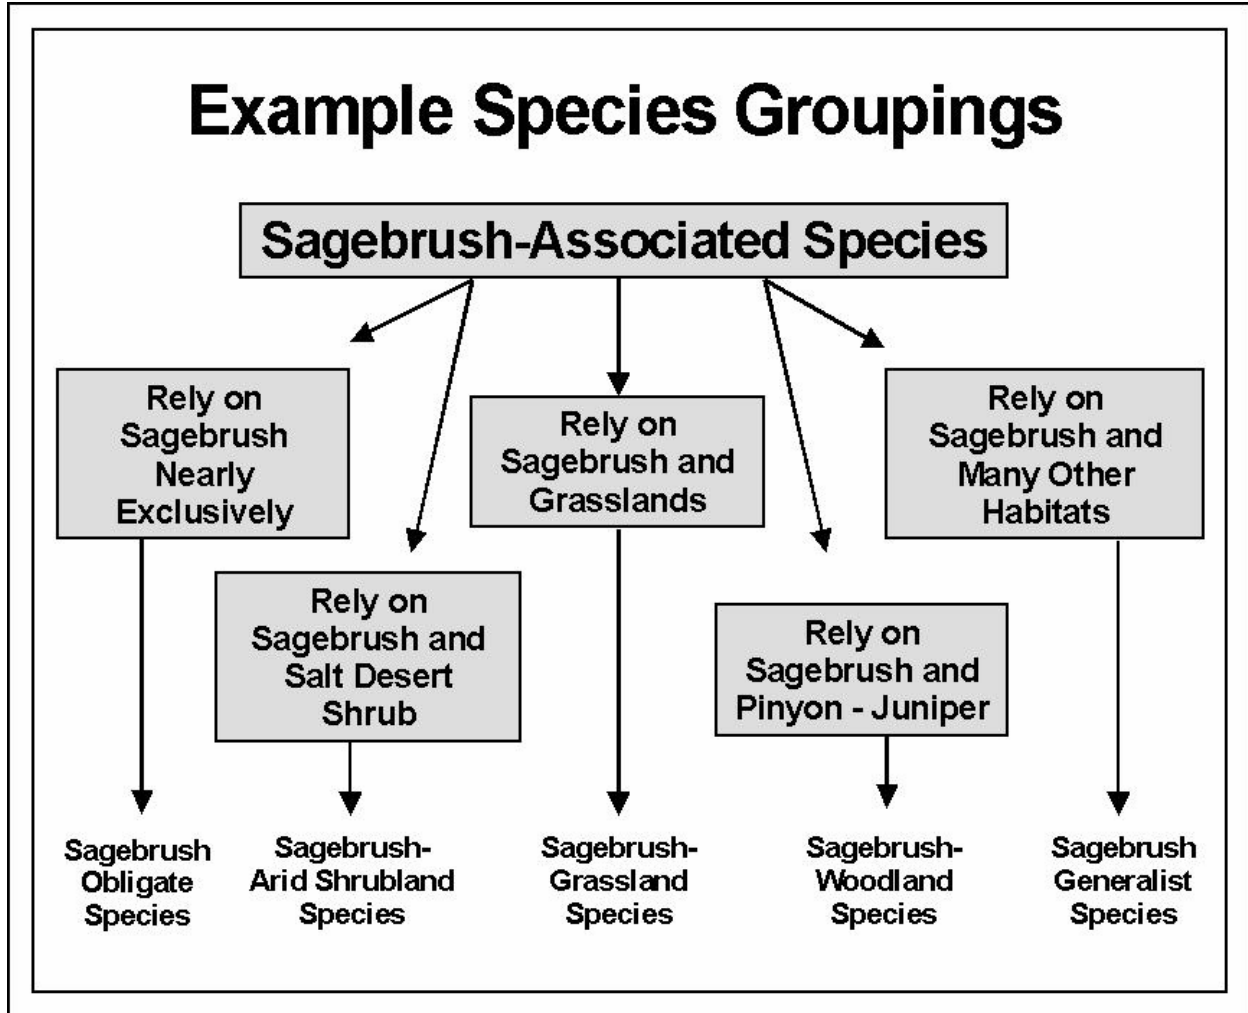 Example Species Groupings
Sagebrush-Associated Species
Rely on
Sagebrush
Nearly
Exclusively
Rely on
Sagebrush and
Salt Desert
Shrub
Rely on
Sagebrush and
Grasslands
Rely on
Sagebrush and
Pinyon - Juniper
Rely on
Sagebrush and
Many Other
Habitats
Sagebrush
Obligate
Species
Sagebrush-
Arid Shrubland
Species
Sagebrush-
Grassland
Species
Sagebrush-
Woodland
Species
Sagebrush
Generalist
Species